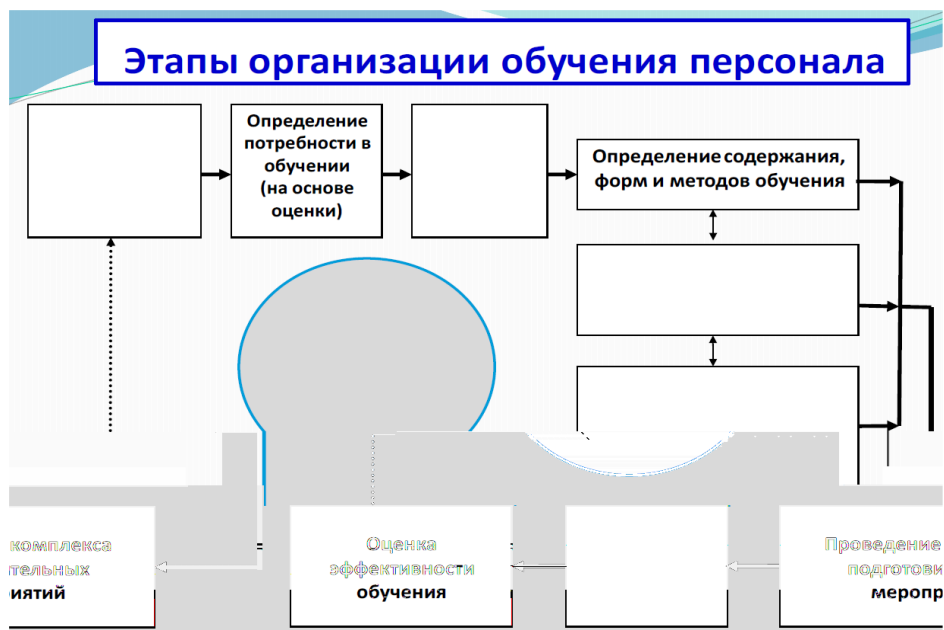 Этапы организации обучения персонала
Определение
потребности в
обучении
(на основе
оценки)
Определение содержания,
форм и методов обучения
комплекса
тельных
иятий
Оценка
эффективности
обучения
Проведение
подготови
меропр